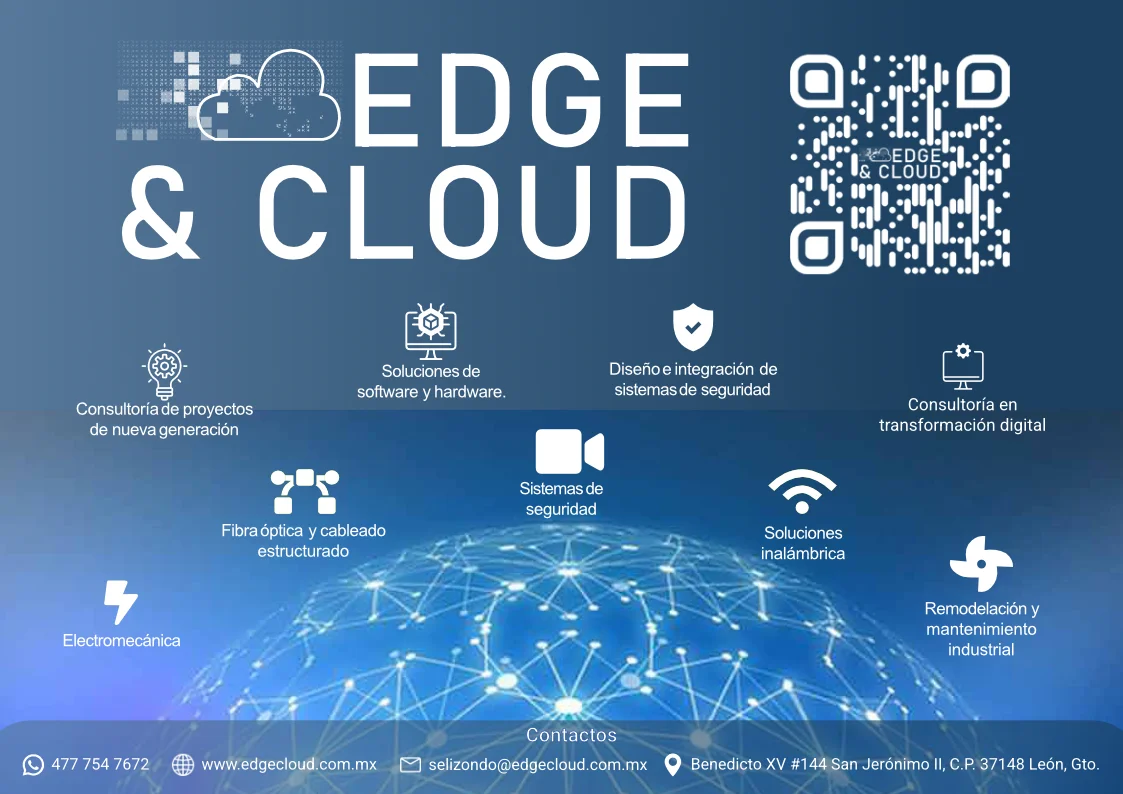 EDGE
& CLOUD
EDGE
& CLOUD
Soluciones de
software y hardware.
Diseño e integración de
sistemas de seguridad
Consultoría de proyectos
de nueva generación
Consultoría en
transformación digital
Sistemas de
seguridad
Fibra óptica y cableado
estructurado
Soluciones
inalámbrica
Electromecánica
Remodelación y
mantenimiento
industrial
Contactos
477 754 7672 www.edgecloud.com.mx selizondo@edgecloud.com.mx Benedicto XV #144 San Jerónimo II, C.P. 37148 León, Gto.